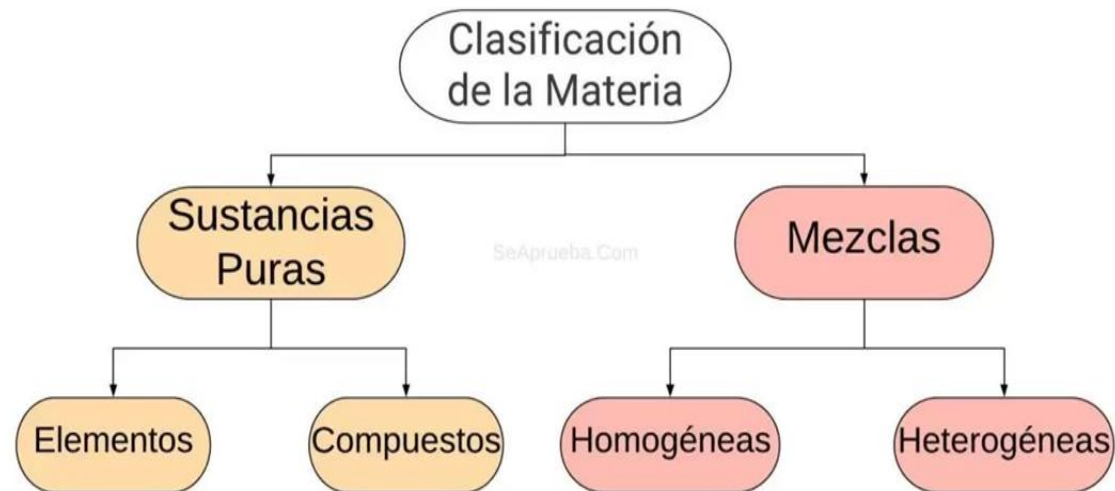 Clasificación
de la Materia
Sustancias
Puras
SeAprueba.Com
Mezclas
Elementos
Compuestos
Homogéneas
Heterogéneas